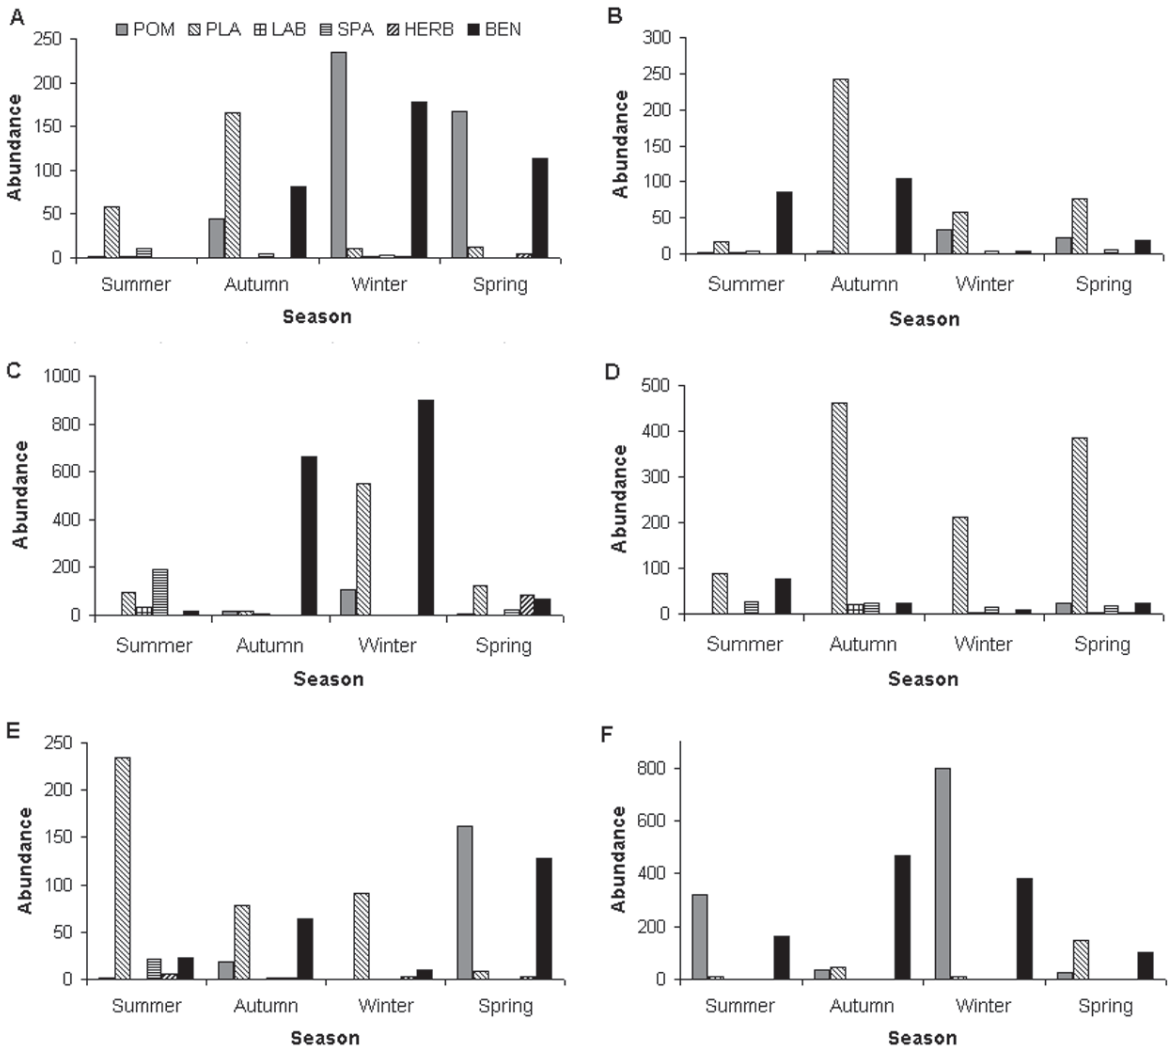 A
POM PLA LAB SPA HERB BEN
250
200
150
100
50
0
Abundance
Summer Autumn Winter Spring
Season
B
300
250
200
150
100
50
0
Abundance
Summer Autumn Winter Spring
Season
C
1000
800
600
400
200
0
Abundance
Summer Autumn Winter Spring
Season
D
500
400
300
200
100
0
Abundance
Summer Autumn Winter Spring
Season
E
250
200
150
100
50
0
Abundance
Summer Autumn Winter Spring
Season
F
800
600
400
200
0
Abundance
Summer Autumn Winter Spring
Season